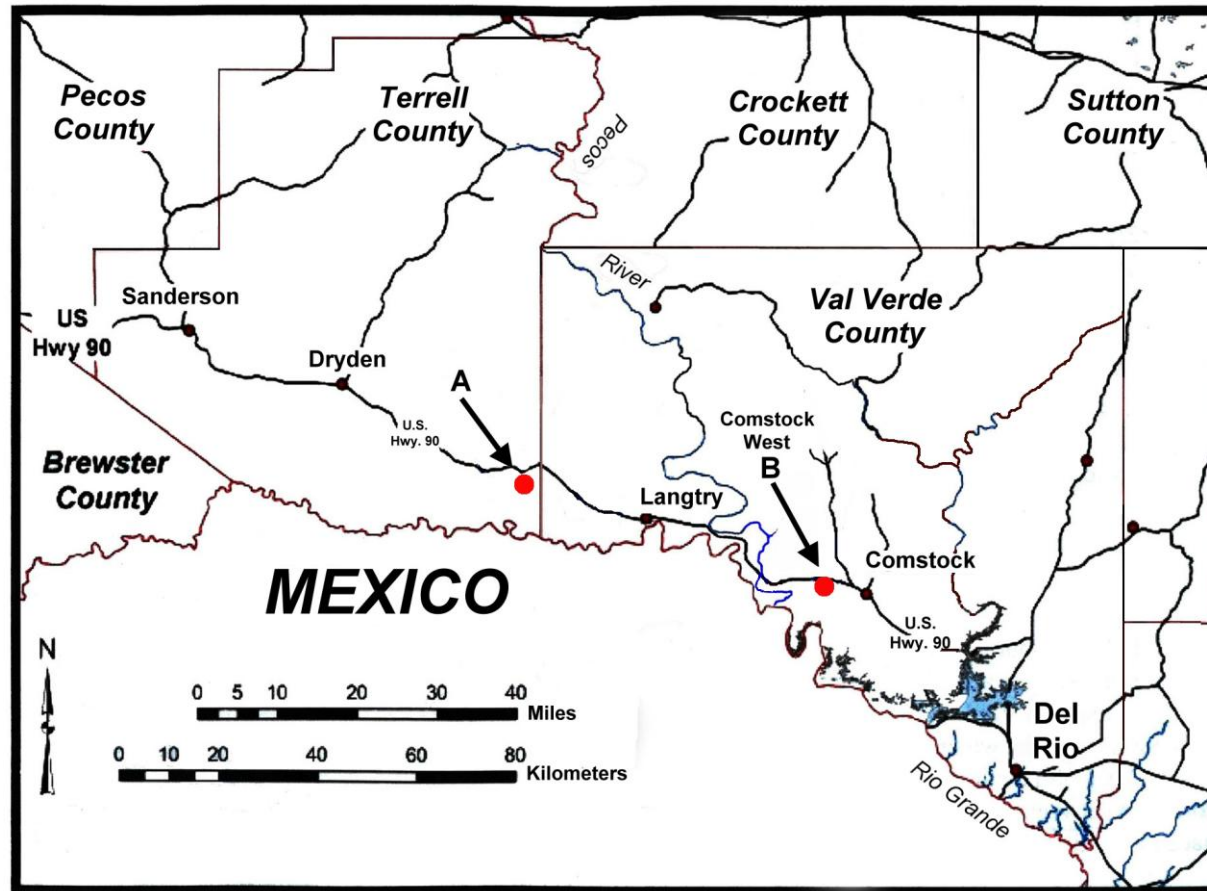 Pecos
County
Terrell
County
Pecos
Crockett
County
Sutton
County
River
Val Verde
County
Sanderson
US
Hwy 90
Dryden
A
U.S.
Hwy. 90
Comstock
West
B
Brewster
County
Langtry
Comstock
MEXICO
U.S.
Hwy. 90
N
0 5 10 20 30 40
Miles
0 10 20 40 60 80
Kilometers
Del
Rio
Rio Grande